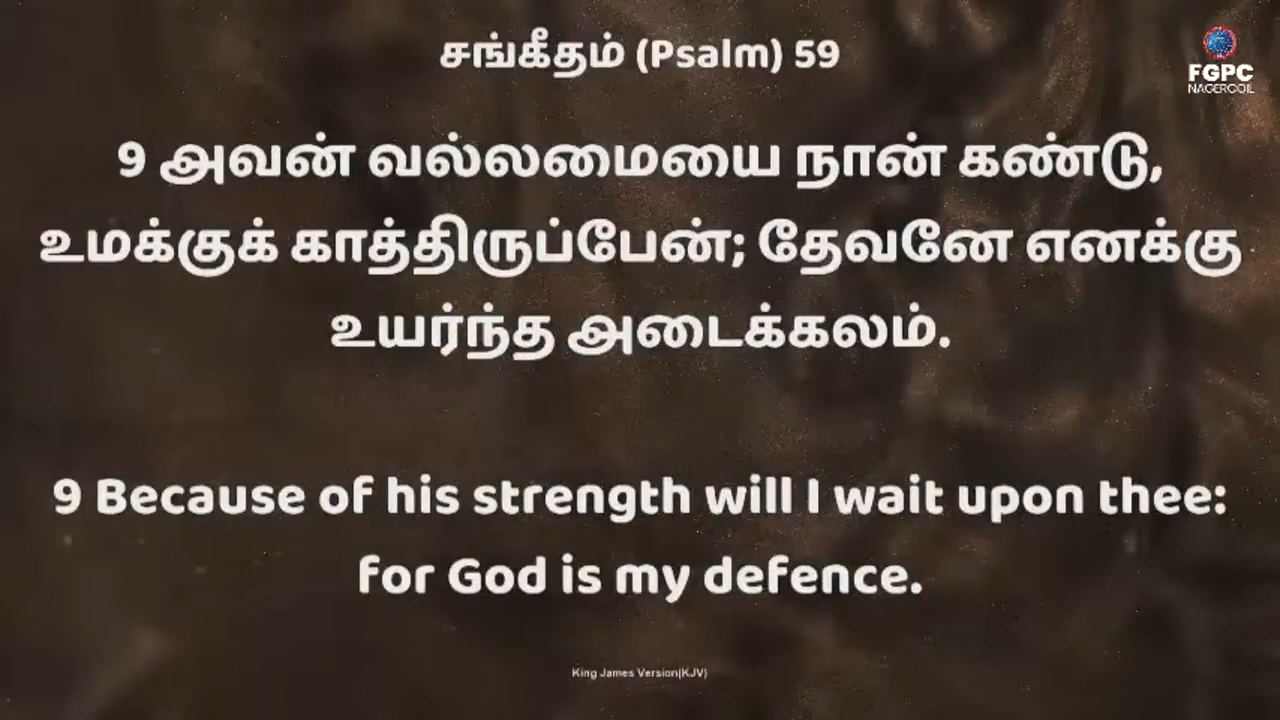 சங்கீதம் (Psalm) 59
FGPC
NAGERCOIL
9 அவன் வல்லமையை நான் கண்டு,
உமக்குக் காத்திருப்பேன்; தேவனே எனக்கு
உயர்ந்த அடைக்கலம்.
9 Because of his strength will I wait upon thee:
for God is my defence.
King James Version(KJV)